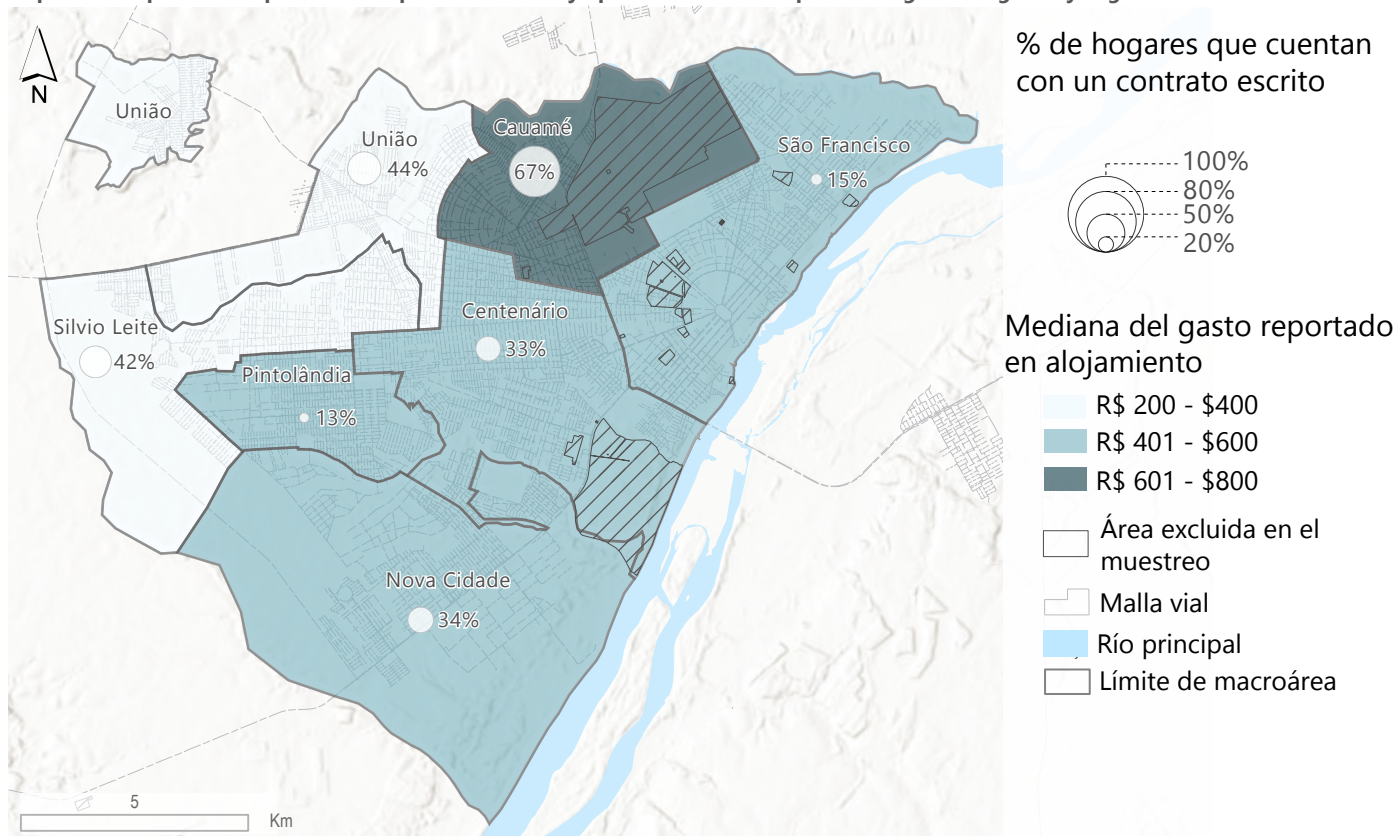 N
União
União
44%
Cauamé
67%
São Francisco
15%
Silvio Leite
42%
Centenário
33%
Pintolândia
13%
Nova Cidade
34%
5
Km
% de hogares que cuentan
con un contrato escrito
100%
80%
50%
20%
Mediana del gasto reportado
en alojamiento
R$ 200 - $400
R$ 401 - $600
R$ 601 - $800
Área excluida en el
muestreo
Malla vial
Río principal
Límite de macroárea